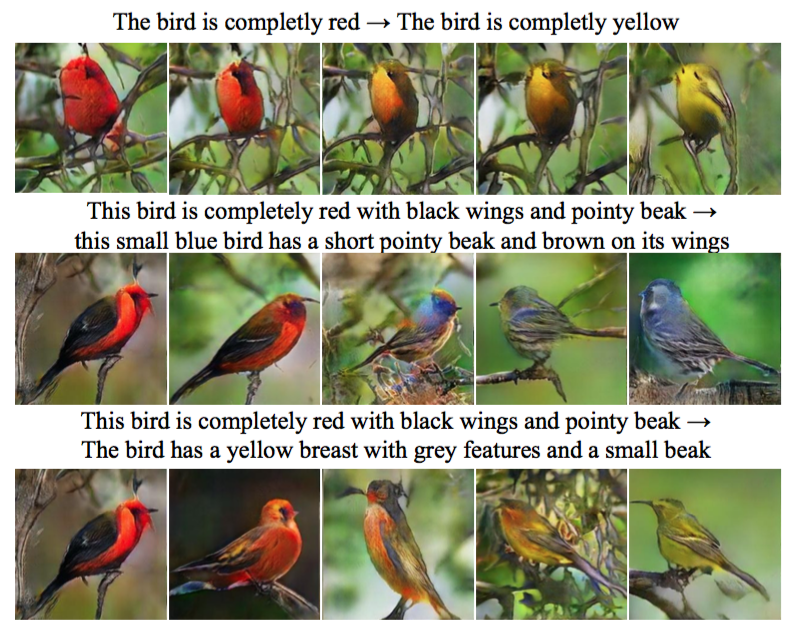 The bird is completly red → The bird is completly yellow
This bird is completely red with black wings and pointy beak →
this small blue bird has a short pointy beak and brown on its wings
This bird is completely red with black wings and pointy beak →
The bird has a yellow breast with grey features and a small beak